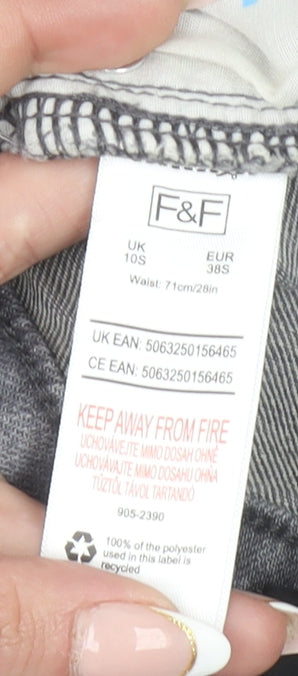 F&F
UK EUR
10S 38S
Waist: 71cm/28in
UK EAN: 5063250156465
CE EAN: 5063250156465
KEEP AWAY FROM FIRE
UCHOVÁVEJTE MIMO DOSAH OHNĚ
UCHOVÁVAJTE MIMO DOSAHU OHŇA
TŰZTŐL TÁVOL TARTANDÓ
905-2390
100% of the polyester
used in this label is
recycled